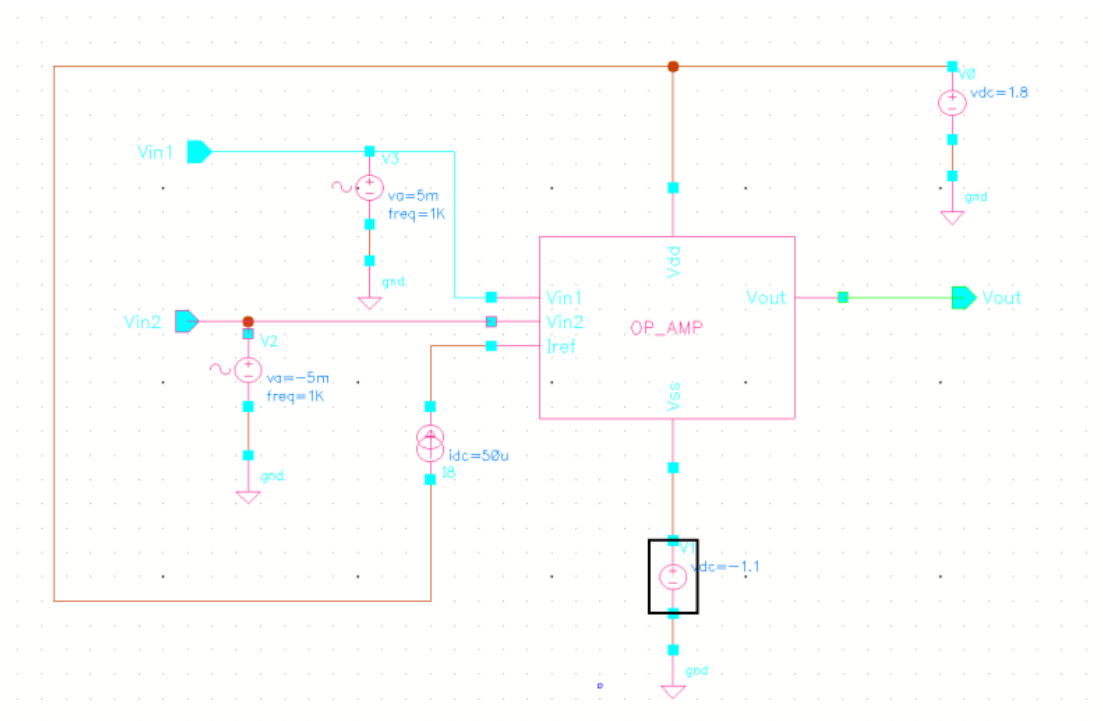 V0
vdc=1.8
gnd
Vin1
V3
va=5m
freq=1K
gnd
Vdd
Vin1
Vout
Vout
Vin2
Vin2
OP_AMP
V2
Iref
va=-5m
freq=1K
Vss
idc=50u
I8
gnd
V1
vdc=-1.1
gnd